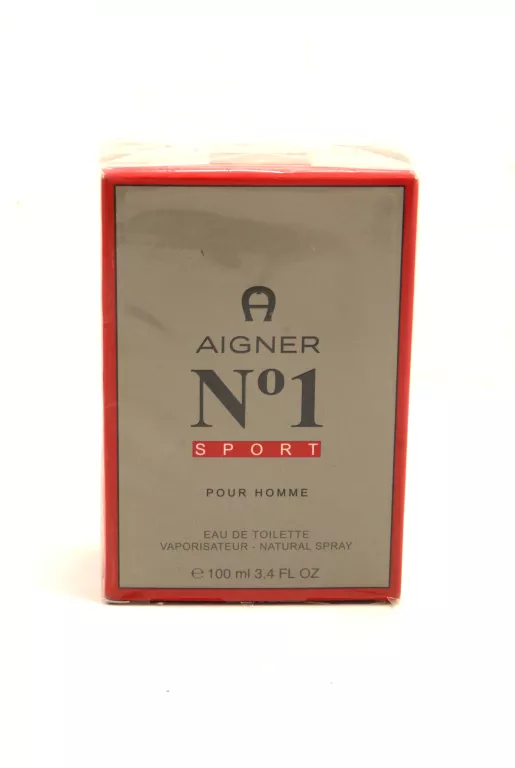 AIGNER
Nº1
SPORT
POUR HOMME
EAU DE TOILETTE
VAPORISATEUR - NATURAL SPRAY
℮ 100 ml 3.4 FL OZ